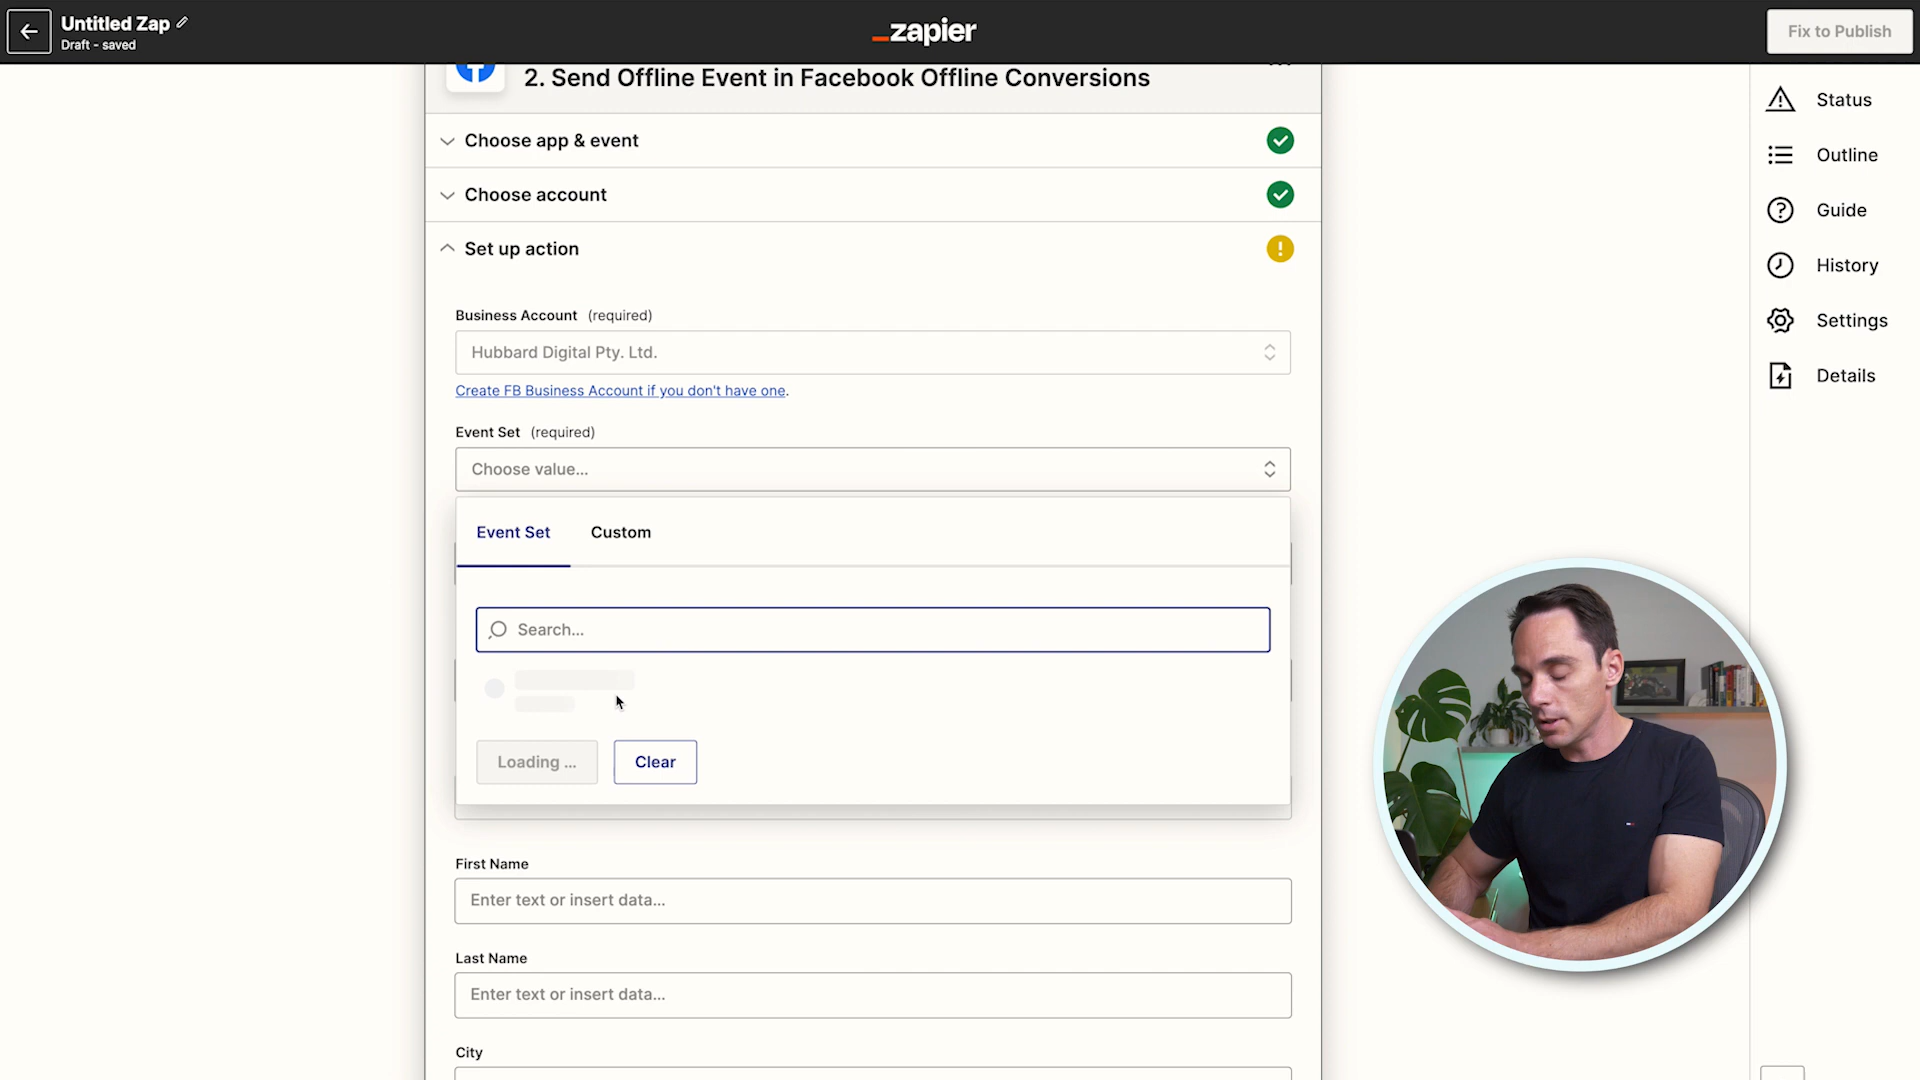 Untitled Zap
Draft - saved
_zapier
Fix to Publish
2. Send Offline Event in Facebook Offline Conversions
Choose app & event
Choose account
Set up action
Business Account (required)
Hubbard Digital Pty. Ltd.
Create FB Business Account if you don't have one.
Event Set (required)
Choose value...
Event Set Custom
Search...
Loading ... Clear
First Name
Enter text or insert data...
Last Name
Enter text or insert data...
City
Status
Outline
Guide
History
Settings
Details